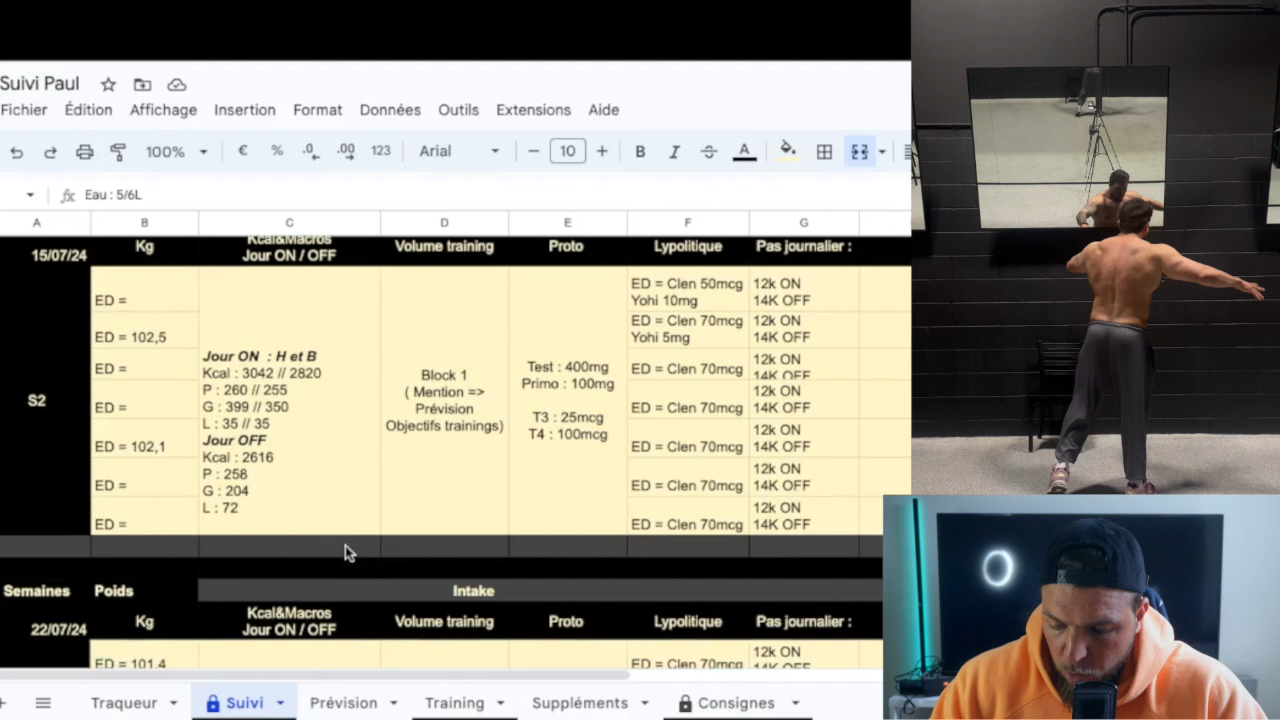 Suivi Paul
Fichier Édition Affichage Insertion Format Données Outils Extensions Aide
100% € % .0 .00 123 Arial − 10 + B I A
fx Eau : 5/6L
A B C D E F G
15/07/24
Kg
Kcal&Macros
Jour ON / OFF
Volume training
Proto
Lypolitique
Pas journalier :
S2
ED =
ED = 102,5
ED =
ED =
ED = 102,1
ED =
ED =
Jour ON : H et B
Kcal : 3042 // 2820
P : 260 // 255
G : 399 // 350
L : 35 // 35
Jour OFF
Kcal : 2616
P : 258
G : 204
L : 72
Block 1
( Mention =>
Prévision
Objectifs trainings)
Test : 400mg
Primo : 100mg
T3 : 25mcg
T4 : 100mcg
ED = Clen 50mcg
Yohi 10mg
ED = Clen 70mcg
Yohi 5mg
ED = Clen 70mcg
ED = Clen 70mcg
ED = Clen 70mcg
ED = Clen 70mcg
ED = Clen 70mcg
12k ON
14K OFF
12k ON
14K OFF
12k ON
14K OFF
12k ON
14K OFF
12k ON
14K OFF
12k ON
14K OFF
12k ON
14K OFF
Semaines Poids Intake
22/07/24
Kg
Kcal&Macros
Jour ON / OFF
Volume training
Proto
Lypolitique
Pas journalier :
ED = 101,4
ED = Clen 70mcg
12k ON
14K OFF
Traqueur Suivi Prévision Training Suppléments Consignes